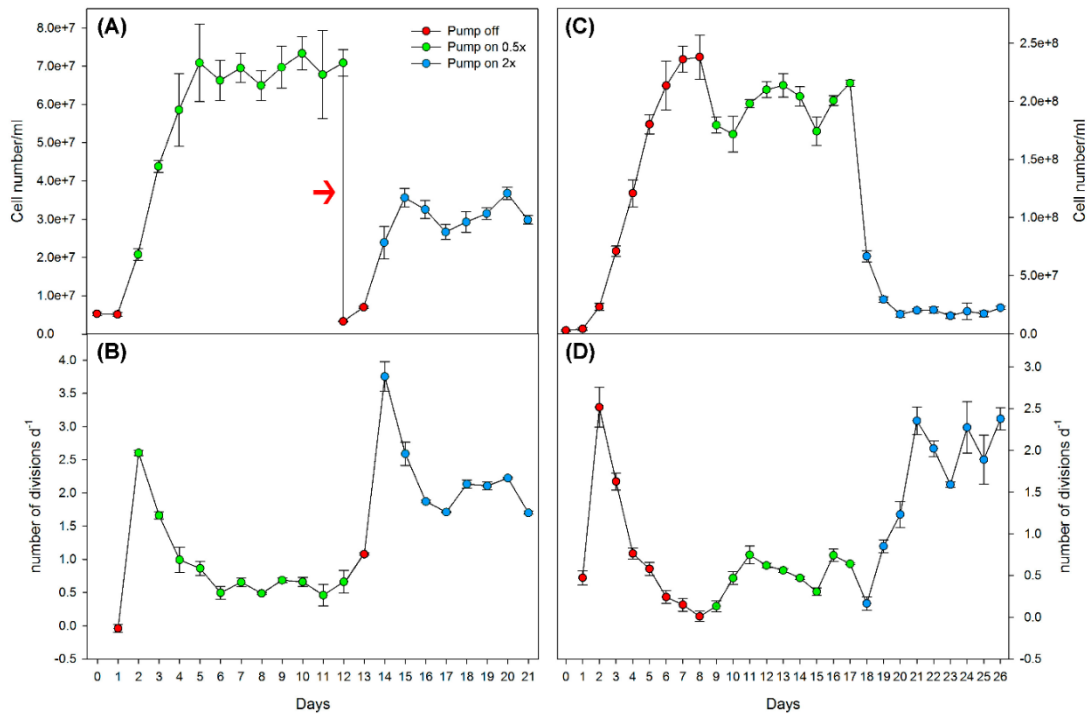 (A)
Pump off
Pump on 0.5x
Pump on 2x
8.0e+7
7.0e+7
6.0e+7
5.0e+7
4.0e+7
3.0e+7
2.0e+7
1.0e+7
0.0
Cell number/ml
(C)
2.5e+8
2.0e+8
1.5e+8
1.0e+8
5.0e+7
0.0
Cell number/ml
(B)
4.0
3.5
3.0
2.5
2.0
1.5
1.0
0.5
0.0
-0.5
number of divisions d⁻¹
0 1 2 3 4 5 6 7 8 9 10 11 12 13 14 15 16 17 18 19 20 21
Days
(D)
3.0
2.5
2.0
1.5
1.0
0.5
0.0
-0.5
number of divisions d⁻¹
0 1 2 3 4 5 6 7 8 9 10 11 12 13 14 15 16 17 18 19 20 21 22 23 24 25 26
Days